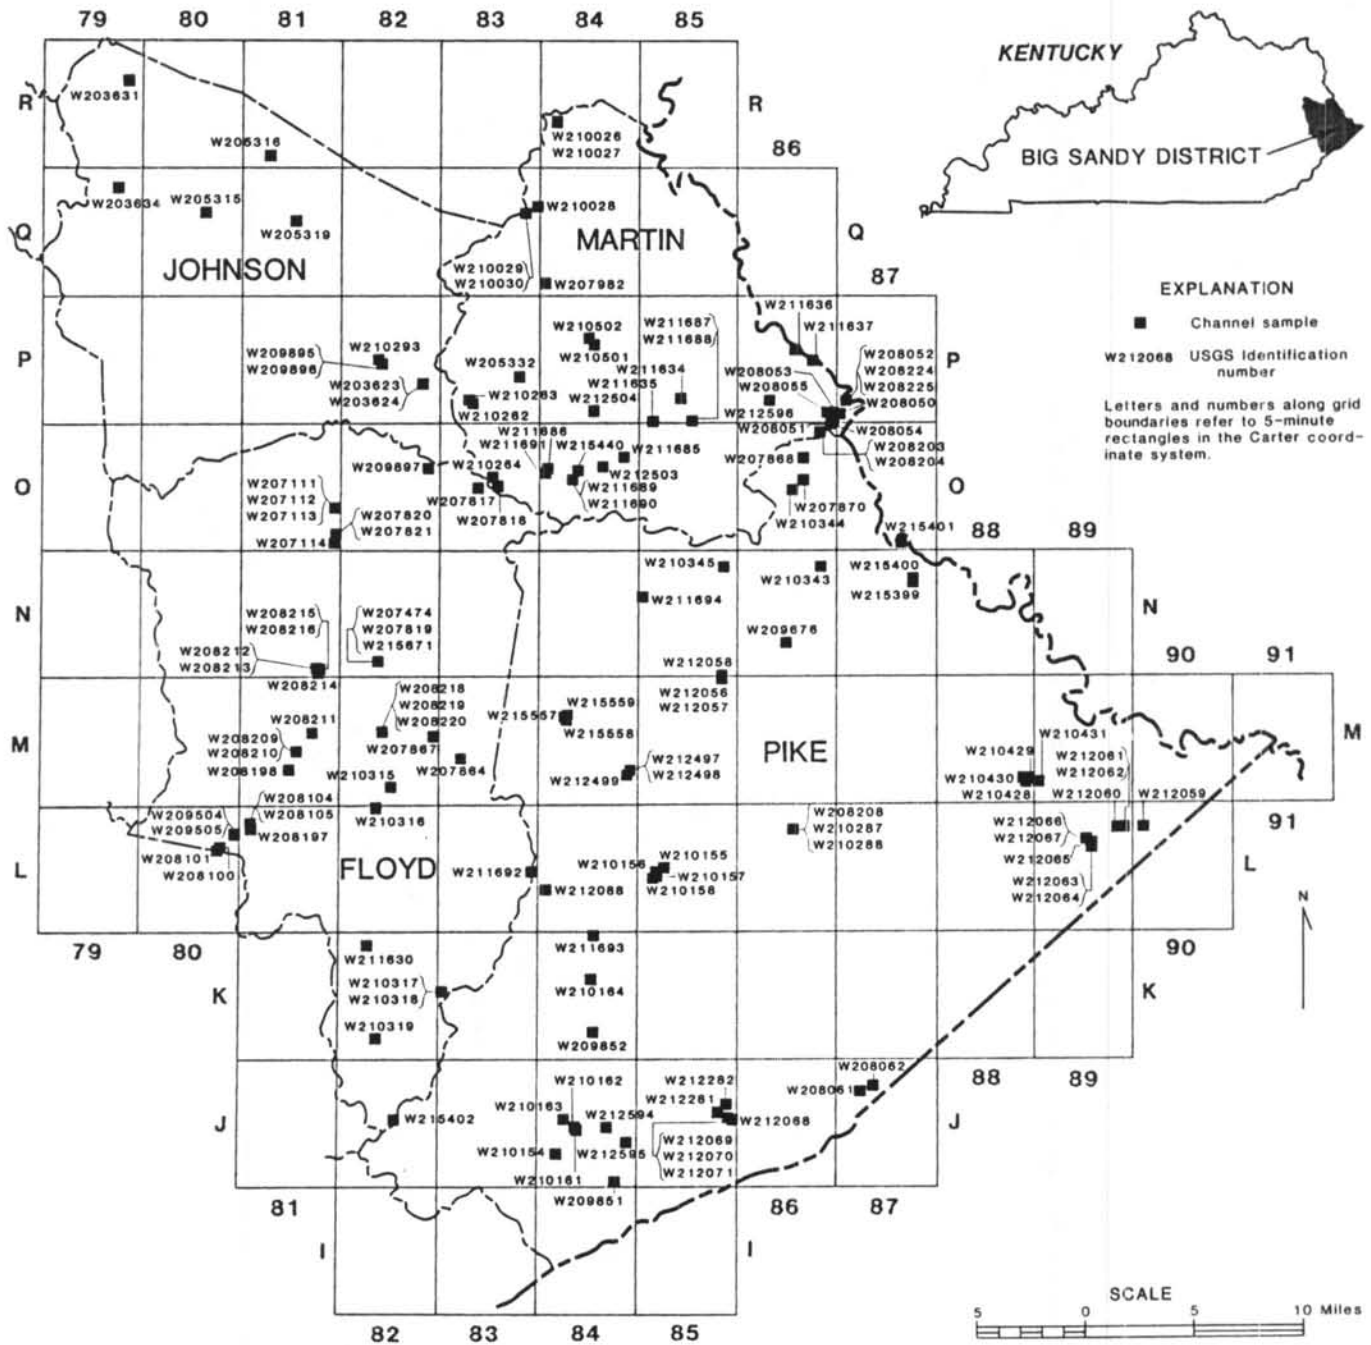 79 80 81 82 83 84 85
KENTUCKY
BIG SANDY DISTRICT
R
W203631
W205316
W210026
W210027
R
86
W203634
W205315
W205319
W210028
Q
JOHNSON
MARTIN
Q
W210029
W210030
W207982
87
EXPLANATION
Channel sample
W212068 USGS Identification
number
Letters and numbers along grid
boundaries refer to 5-minute
rectangles in the Carter coord-
inate system.
P
W209895
W209896
W210293
W203623
W203624
W205332
W210263
W210262
W210502
W210501
W211687
W211688
W211634
W211635
W212504
W211636
W211637
W208053
W208055
W212596
W208051
W208052
W208224
W208225
W208050
W208054
W208203
W208204
P
O
W209897
W210264
W207817
W207818
W211686
W211691
W215440
W211685
W212503
W211689
W211690
W207868
W207870
W210344
O
W207111
W207112
W207113
W207820
W207821
W207114
W215401
88 89
N
W210345
W210343
W215400
W215399
W211694
W209676
N
W208215
W208216
W207474
W207819
W215671
W208212
W208213
W208214
W212058
W212056
W212057
90 91
M
W208211
W208209
W208210
W208198
W208218
W208219
W208220
W207867
W207864
W210315
W210316
W215559
W215557
W215558
W212497
W212498
W212499
PIKE
W210431
W210429
W210430
W210428
W212061
W212062
W212060
W212059
M
91
L
W209504
W209505
W208104
W208105
W208197
W208101
W208100
FLOYD
W211692
W212088
W210155
W210156
W210157
W210158
W208208
W210287
W210288
W212066
W212067
W212065
W212063
W212064
L
N
79 80
90
K
W211630
W210317
W210318
W210319
W211693
W210164
W209852
K
88 89
J
W215402
W210162
W210163
W212594
W210154
W212595
W210161
W209851
W212282
W212281
W212068
W212069
W212070
W212071
W208062
W208061
J
81
86 87
I
I
82 83 84 85
SCALE
5 0 5 10 Miles